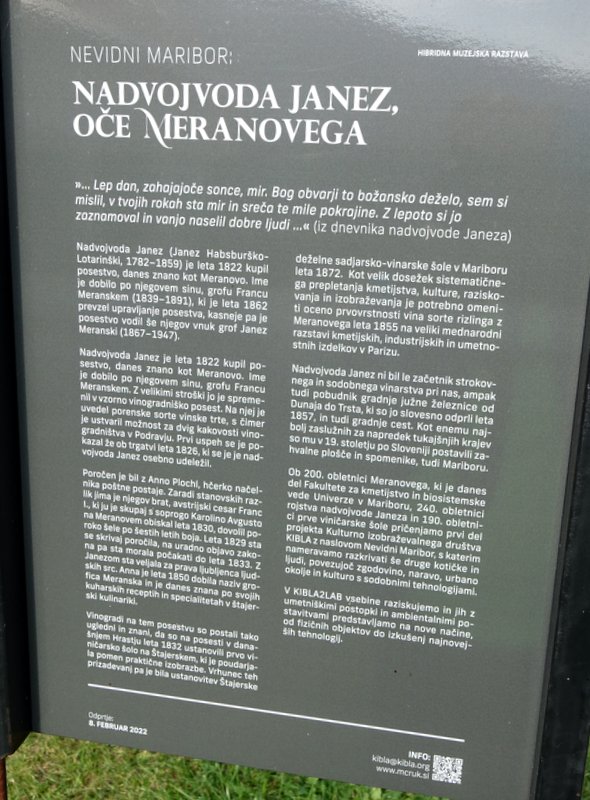 NEVIDNI MARIBOR:
HIBRIDNA MUZEJSKA RAZSTAVA
NADVOJVODA JANEZ,
OČE MERANOVEGA
»... Lep dan, zahajajoče sonce, mir. Bog obvarji to božansko deželo, sem si
mislil, v tvojih rokah sta mir in sreča te mile pokrajine. Z lepoto si jo
zaznamoval in vanjo naselil dobre ljudi ...« (iz dnevnika nadvojvode Janeza)
Nadvojvoda Janez (Janez Habsburško-
Lotarinški, 1782–1859) je leta 1822 kupil
posestvo, danes znano kot Meranovo. Ime
je dobilo po njegovem sinu, grofu Francu
Meranskem (1839–1891), ki je leta 1862
prevzel upravljanje posestva, kasneje pa je
posestvo vodil še njegov vnuk grof Janez
Meranski (1867–1947).
Nadvojvoda Janez je leta 1822 kupil po-
sestvo, danes znano kot Meranovo. Ime
je dobilo po njegovem sinu, grofu Francu
Meranskem. Z velikimi stroški jo je spreme-
nil v vzorno vinogradniško posest. Na njej je
uvedel porenske sorte vinske trte, s čimer
je ustvaril možnost za dvig kakovosti vino-
gradništva v Podravju. Prvi uspeh se je po-
kazal že ob trgatvi leta 1826, ki se je je nad-
vojvoda Janez osebno udeležil.
Poročen je bil z Anno Plochl, hčerko načel-
nika poštne postaje. Zaradi stanovskih raz-
lik jima je njegov brat, avstrijski cesar Franc
I., ki ju je skupaj s soprogo Karolino Avgusto
na Meranovem obiskal leta 1830, dovolil po-
roko šele po šestih letih boja. Leta 1829 sta
se skrivaj poročila, na uradno objavo zako-
na pa sta morala počakati do leta 1833. Z
Janezom sta veljala za prava ljubljenca ljud-
skih src. Anna je leta 1850 dobila naziv gro-
fica Meranska in je danes znana po svojih
kuharskih receptih in specialitetah v štajer-
ski kulinariki.
Vinogradi na tem posestvu so postali tako
ugledni in znani, da so na posesti v dana-
šnjem Hrastju leta 1832 ustanovili prvo vi-
ničarsko šolo na Štajerskem, ki je poudarja-
la pomen praktične izobrazbe. Vrhunec teh
prizadevanj pa je bila ustanovitev Štajerske
deželne sadjarsko-vinarske šole v Mariboru
leta 1872. Kot velik dosežek sistematične-
ga prepletanja kmetijstva, kulture, razisko-
vanja in izobraževanja je potrebno omeni-
ti oceno prvovrstnosti vina sorte rizlinga z
Meranovega leta 1855 na veliki mednarodni
razstavi kmetijskih, industrijskih in umetno-
stnih izdelkov v Parizu.
Nadvojvoda Janez ni bil le začetnik strokov-
nega in sodobnega vinarstva pri nas, ampak
tudi pobudnik gradnje južne železnice od
Dunaja do Trsta, ki so jo slovesno odprli leta
1857, in tudi gradnje cest. Kot enemu naj-
bolj zaslužnih za napredek tukajšnjih krajev
so mu v 19. stoletju po Sloveniji postavili za-
hvalne plošče in spomenike, tudi Mariboru.
Ob 200. obletnici Meranovega, ki je danes
del Fakultete za kmetijstvo in biosistemske
vede Univerze v Mariboru, 240. obletnici
rojstva nadvojvode Janeza in 190. obletni-
ci prve viničarske šole pričenjamo prvi del
projekta Kulturno izobraževalnega društva
KIBLA z naslovom Nevidni Maribor, s katerim
nameravamo razkrivati še druge kotičke in
ljudi, povezujoč zgodovino, naravo, urbano
okolje in kulturo s sodobnimi tehnologijami.
V KIBLA2LAB vsebine raziskujemo in jih z
umetniškimi postopki in ambientalnimi po-
stavitvami predstavljamo na nove načine,
od fizičnih objektov do izkušenj najnovej-
ših tehnologij.
Odprtje:
8. FEBRUAR 2022
INFO:
kibla@kibla.org
www.mcruk.si